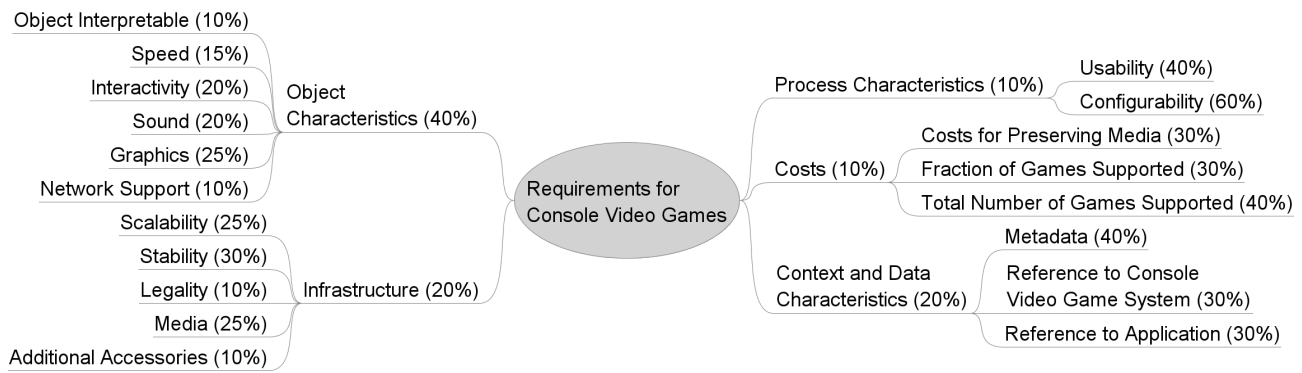 Object Interpretable (10%)
Speed (15%)
Interactivity (20%)
Sound (20%)
Graphics (25%)
Network Support (10%)
Object
Characteristics (40%)
Scalability (25%)
Stability (30%)
Legality (10%)
Media (25%)
Additional Accessories (10%)
Infrastructure (20%)
Requirements for
Console Video Games
Process Characteristics (10%)
Usability (40%)
Configurability (60%)
Costs (10%)
Costs for Preserving Media (30%)
Fraction of Games Supported (30%)
Total Number of Games Supported (40%)
Context and Data
Characteristics (20%)
Metadata (40%)
Reference to Console
Video Game System (30%)
Reference to Application (30%)